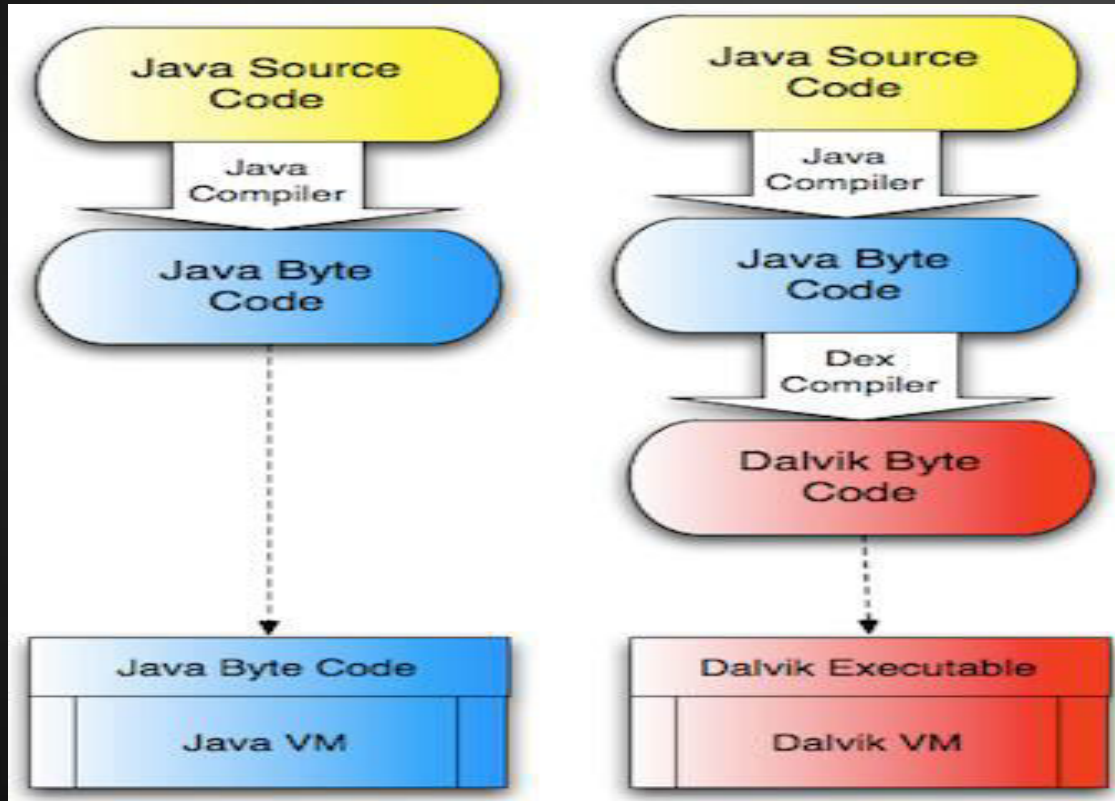 Java Source
Code
Java
Compiler
Java Byte
Code
Java Byte Code
Java VM
Java Source
Code
Java
Compiler
Java Byte
Code
Dex
Compiler
Dalvik Byte
Code
Dalvik Executable
Dalvik VM